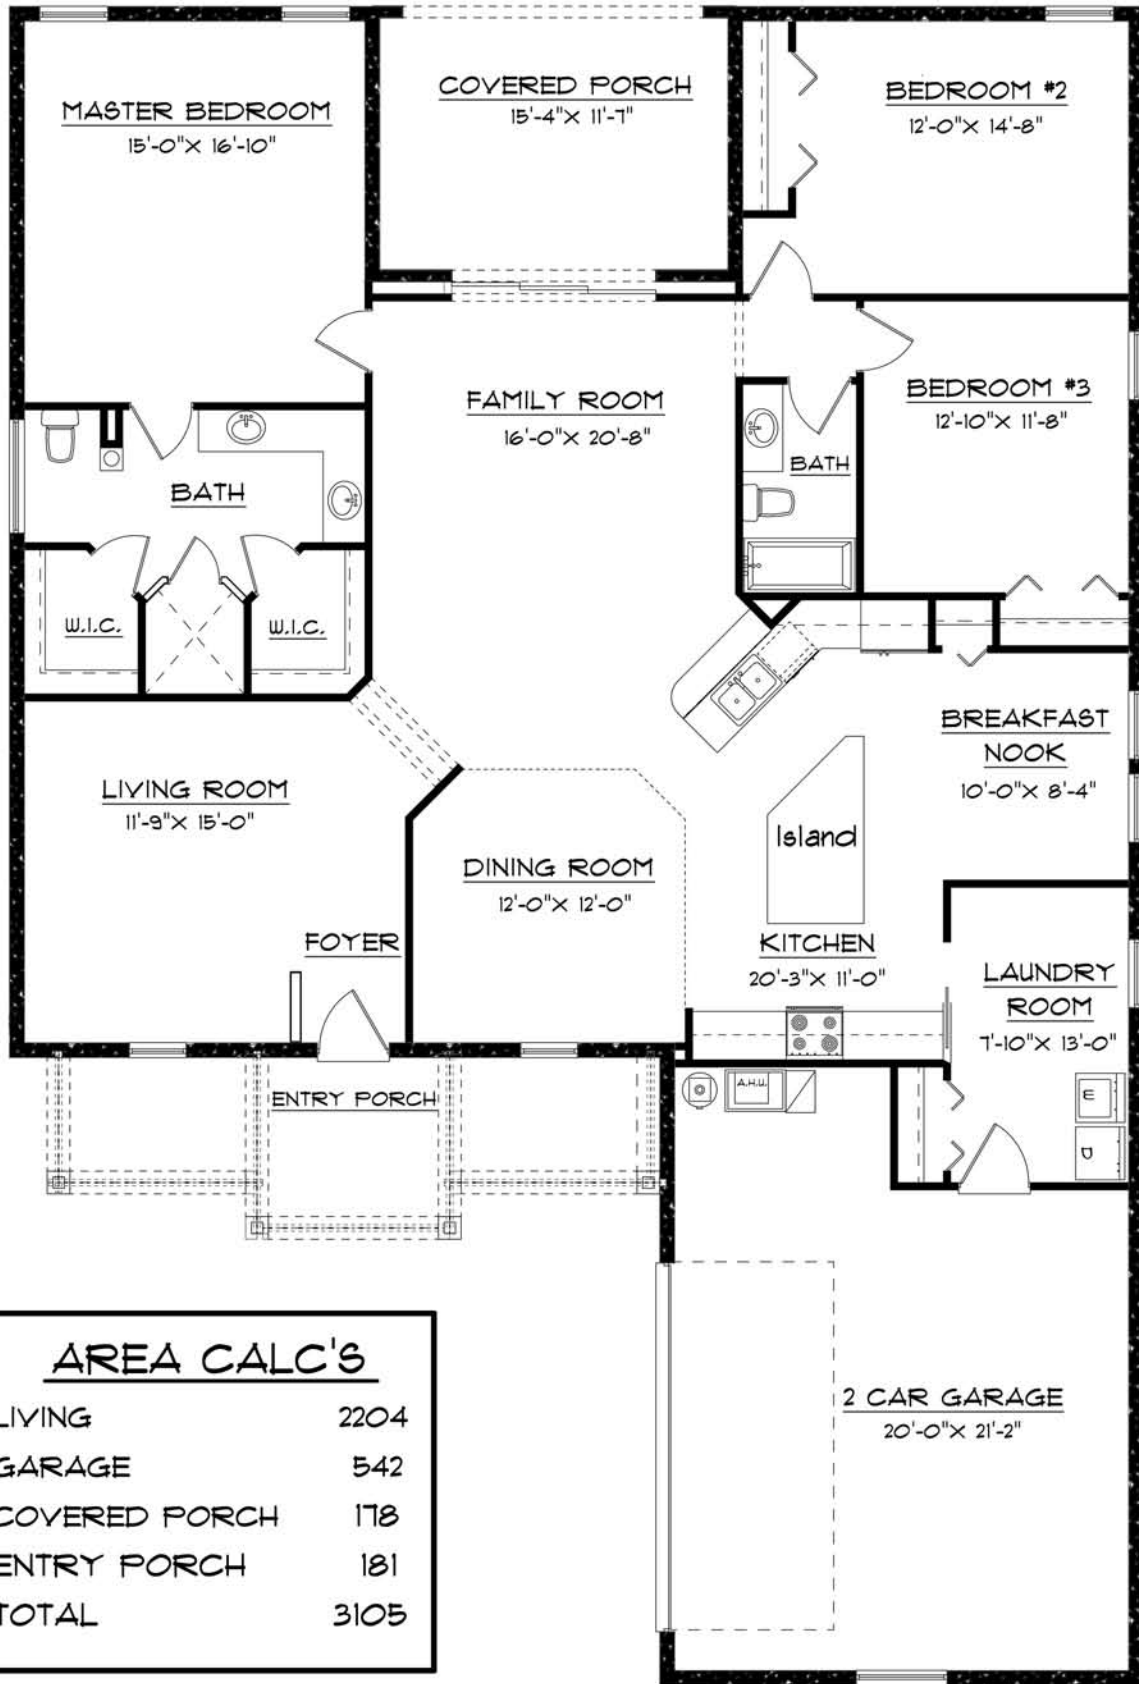 MASTER BEDROOM
15'-0"X 16'-10"
COVERED PORCH
15'-4"X 11'-7"
BEDROOM #2
12'-0"X 14'-8"
FAMILY ROOM
16'-0"X 20'-8"
BEDROOM #3
12'-10"X 11'-8"
BATH
BATH
W.I.C.
W.I.C.
LIVING ROOM
11'-9"X 15'-0"
BREAKFAST
NOOK
10'-0"X 8'-4"
Island
DINING ROOM
12'-0"X 12'-0"
FOYER
KITCHEN
20'-3"X 11'-0"
LAUNDRY
ROOM
7'-10"X 13'-0"
ENTRY PORCH
A.H.U.
W
D
2 CAR GARAGE
20'-0"X 21'-2"
AREA CALC'S
LIVING 2204
GARAGE 542
COVERED PORCH 178
ENTRY PORCH 181
TOTAL 3105